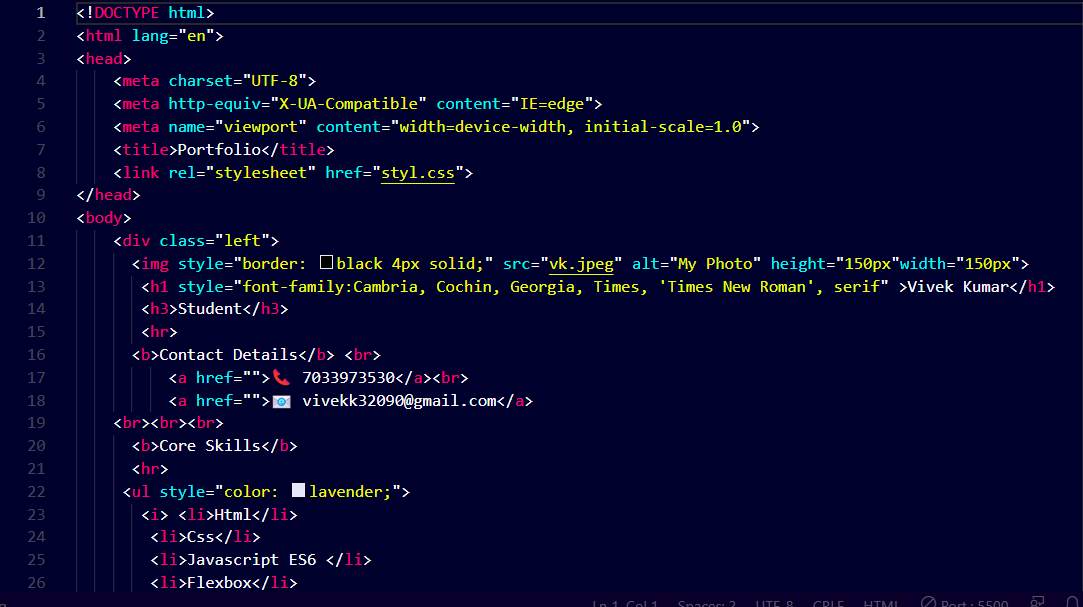 1 <!DOCTYPE html>
2 <html lang="en">
3 <head>
4 <meta charset="UTF-8">
5 <meta http-equiv="X-UA-Compatible" content="IE=edge">
6 <meta name="viewport" content="width=device-width, initial-scale=1.0">
7 <title>Portfolio</title>
8 <link rel="stylesheet" href="styl.css">
9 </head>
10 <body>
11 <div class="left">
12 <img style="border: black 4px solid;" src="vk.jpeg" alt="My Photo" height="150px"width="150px">
13 <h1 style="font-family:Cambria, Cochin, Georgia, Times, 'Times New Roman', serif" >Vivek Kumar</h1>
14 <h3>Student</h3>
15 <hr>
16 <b>Contact Details</b> <br>
17 <a href="">📞 7033973530</a><br>
18 <a href="">📧 vivekk32090@gmail.com</a>
19 <br><br><br>
20 <b>Core Skills</b>
21 <hr>
22 <ul style="color: lavender;">
23 <i> <li>Html</li>
24 <li>Css</li>
25 <li>Javascript ES6 </li>
26 <li>Flexbox</li>
Ln 1, Col 1 Spaces: 2 UTF-8 CRLF HTML Port : 5500